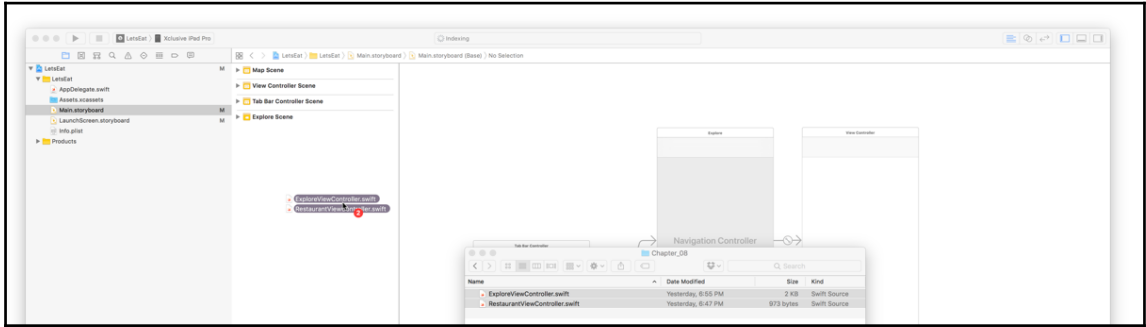 LetsEat 〉 Xclusive iPad Pro
Indexing
LetsEat 〉 LetsEat 〉 Main.storyboard 〉 Main.storyboard (Base) 〉 No Selection
LetsEat M
LetsEat
AppDelegate.swift
Assets.xcassets
Main.storyboard M
LaunchScreen.storyboard M
Info.plist
Products
Map Scene
View Controller Scene
Tab Bar Controller Scene
Explore Scene
ExploreViewController.swift
RestaurantViewController.swift
2
Explore
View Controller
Navigation Controller
Tab Bar Controller
Chapter_08
Search
Name Date Modified Size Kind
ExploreViewController.swift Yesterday, 6:55 PM 2 KB Swift Source
RestaurantViewController.swift Yesterday, 6:47 PM 973 bytes Swift Source